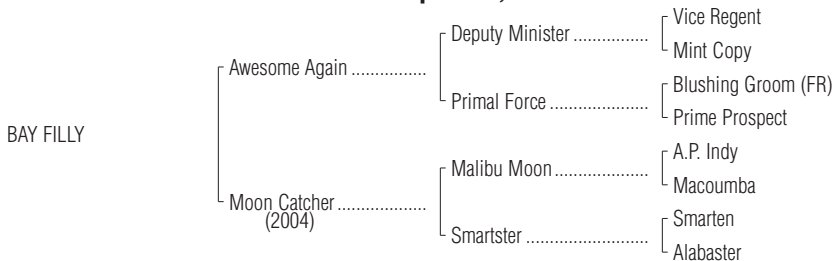 Vice Regent
Deputy Minister ................
Mint Copy
Awesome Again ................
Blushing Groom (FR)
Primal Force .....................
Prime Prospect
BAY FILLY
A.P. Indy
Malibu Moon ....................
Macoumba
Moon Catcher ...................
(2004)
Smarten
Smartster ..........................
Alabaster